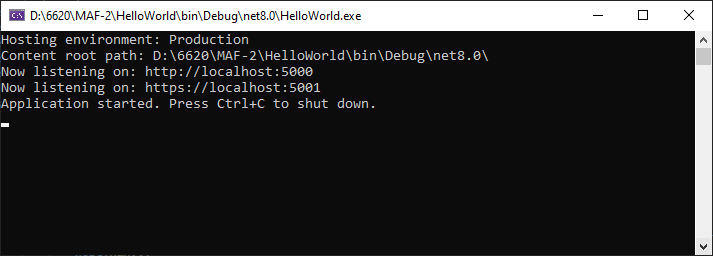 D:\6620\MAF-2\HelloWorld\bin\Debug\net8.0\HelloWorld.exe
Hosting environment: Production
Content root path: D:\6620\MAF-2\HelloWorld\bin\Debug\net8.0\
Now listening on: http://localhost:5000
Now listening on: https://localhost:5001
Application started. Press Ctrl+C to shut down.